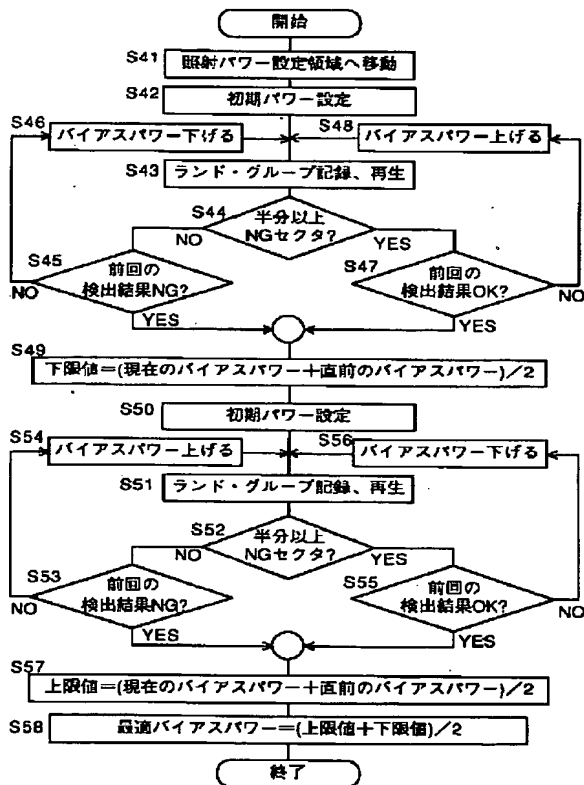 開始
S41
照射パワー設定領域へ移動
S42
初期パワー設定
S46
バイアスパワー下げる
S48
バイアスパワー上げる
S43
ランド・グループ記録、再生
S44
半分以上
NGセクタ?
NO
YES
S45
前回の
検出結果NG?
NO
YES
S47
前回の
検出結果OK?
NO
YES
S49
下限値=(現在のバイアスパワー+直前のバイアスパワー)/2
S50
初期パワー設定
S54
バイアスパワー上げる
S56
バイアスパワー下げる
S51
ランド・グループ記録、再生
S52
半分以上
NGセクタ?
NO
YES
S53
前回の
検出結果NG?
NO
YES
S55
前回の
検出結果OK?
NO
YES
S57
上限値=(現在のバイアスパワー+直前のバイアスパワー)/2
S58
最適バイアスパワー=(上限値+下限値)/2
終了